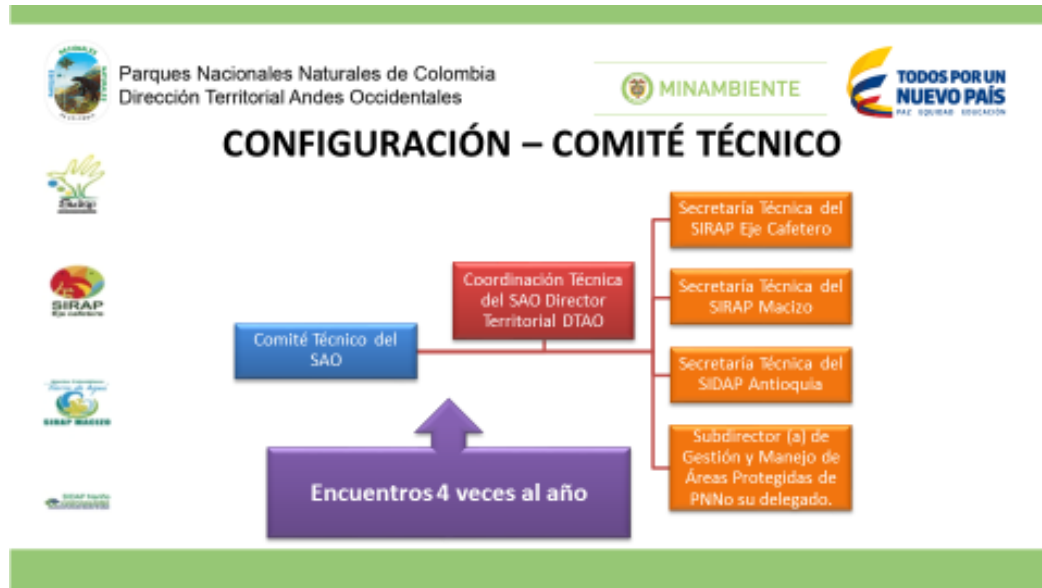 Parques Nacionales Naturales de Colombia
Dirección Territorial Andes Occidentales
MINAMBIENTE
TODOS POR UN
NUEVO PAÍS
PAZ EQUIDAD EDUCACIÓN
CONFIGURACIÓN – COMITÉ TÉCNICO
Secretaría Técnica del
SIRAP Eje Cafetero
Coordinación Técnica
del SAO Director
Territorial DTAO
Secretaría Técnica del
SIRAP Macizo
Comité Técnico del
SAO
Secretaría Técnica del
SIDAP Antioquia
Subdirector (a) de
Gestión y Manejo de
Áreas Protegidas de
PNNo su delegado.
Encuentros 4 veces al año
SIRAP
Eje cafetero
SIRAP MACIZO